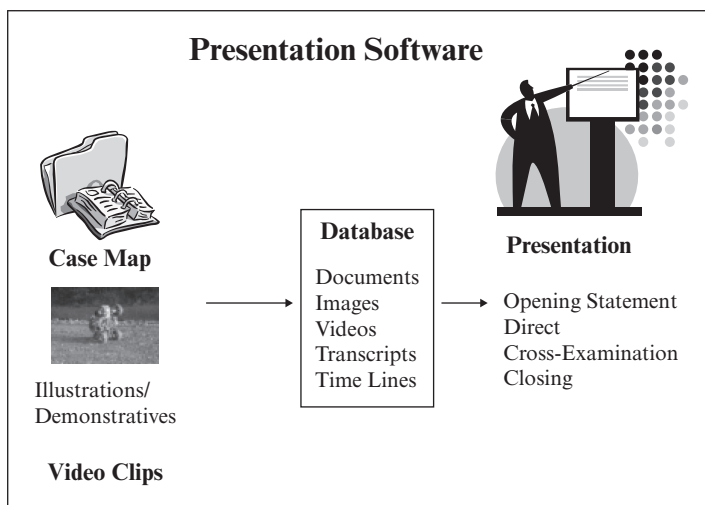 Presentation Software
Case Map
Illustrations/
Demonstratives
Video Clips
Database
Documents
Images
Videos
Transcripts
Time Lines
Presentation
Opening Statement
Direct
Cross-Examination
Closing